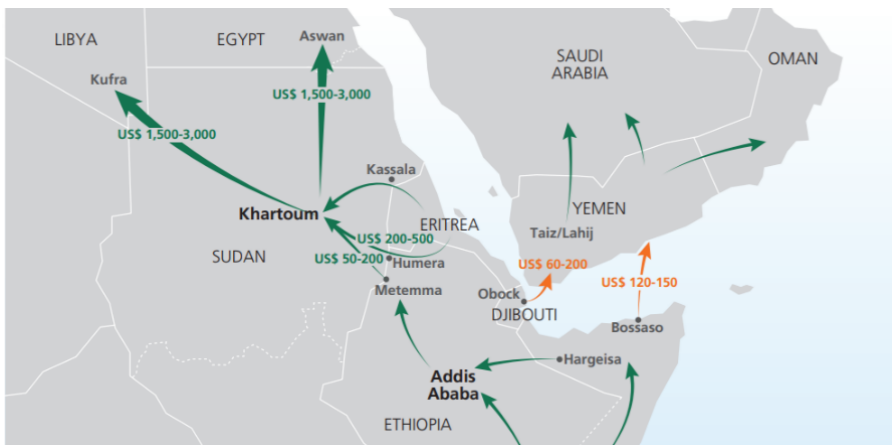 LIBYA
EGYPT
Aswan
SAUDI
ARABIA
OMAN
Kufra
US$ 1,500-3,000
US$ 1,500-3,000
Kassala
Khartoum
ERITREA
YEMEN
Taiz/Lahij
US$ 200-500
SUDAN
US$ 50-200
Humera
US$ 60-200
US$ 120-150
Metemma
Obock
DJIBOUTI
Bossaso
Hargeisa
Addis
Ababa
ETHIOPIA